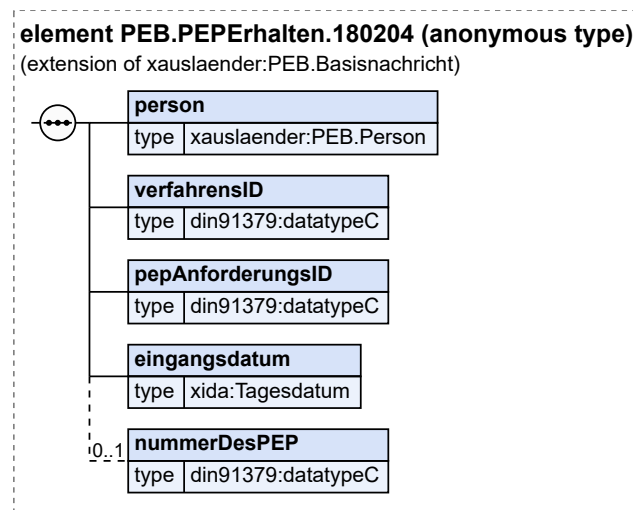 element PEB.PEPErhalten.180204 (anonymous type)
(extension of xauslaender:PEB.Basisnachricht)
person
type xauslaender:PEB.Person
verfahrensID
type din91379:datatypeC
pepAnforderungsID
type din91379:datatypeC
eingangsdatum
type xida:Tagesdatum
0..1 nummerDesPEP
type din91379:datatypeC